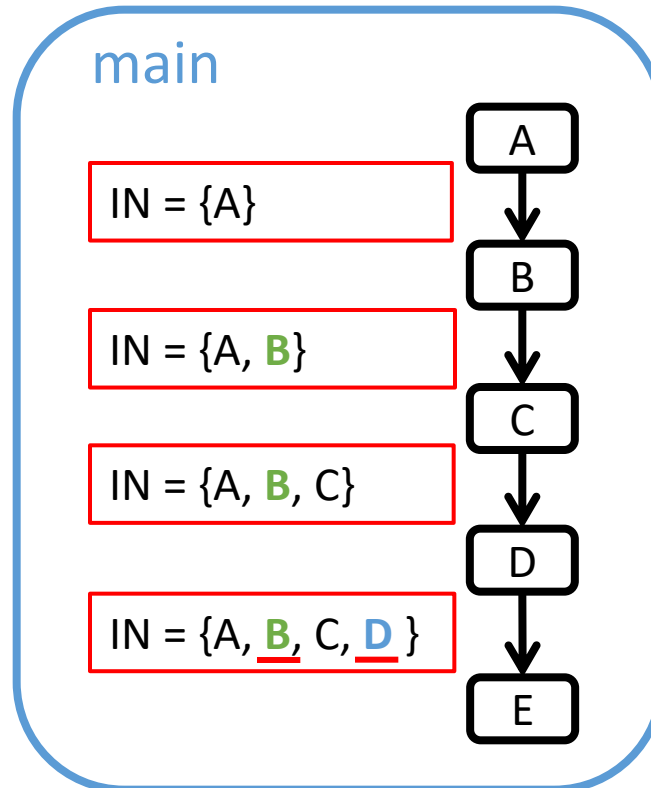 main
A
IN = {A}
B
IN = {A, B}
C
IN = {A, B, C}
D
IN = {A, B, C, D }
E